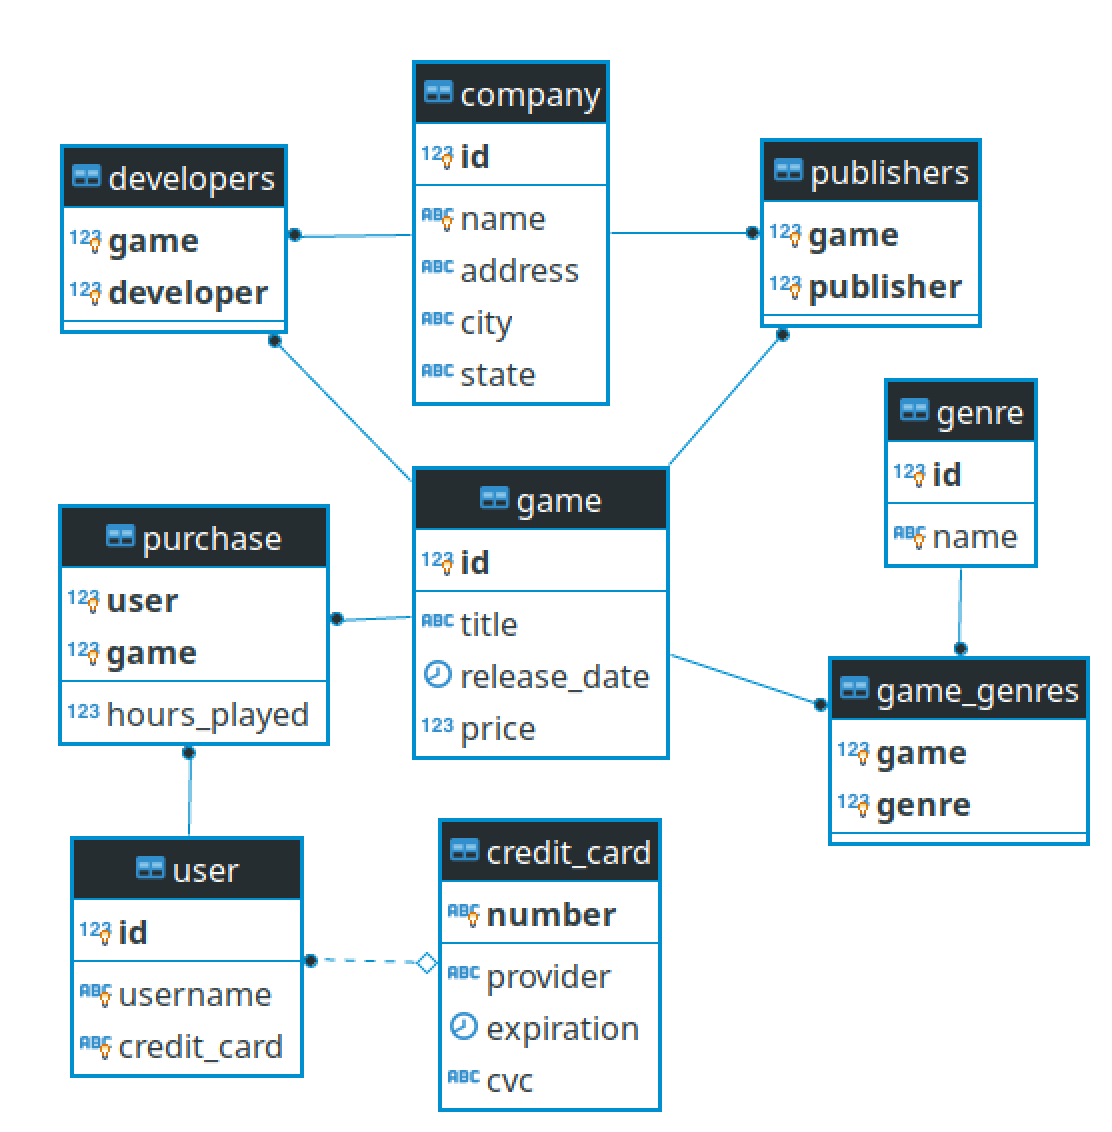 company
123 id
ABC name
ABC address
ABC city
ABC state
developers
123 game
123 developer
publishers
123 game
123 publisher
genre
123 id
ABC name
game
123 id
ABC title
release_date
123 price
purchase
123 user
123 game
123 hours_played
game_genres
123 game
123 genre
user
123 id
ABC username
ABC credit_card
credit_card
ABC number
ABC provider
expiration
ABC cvc